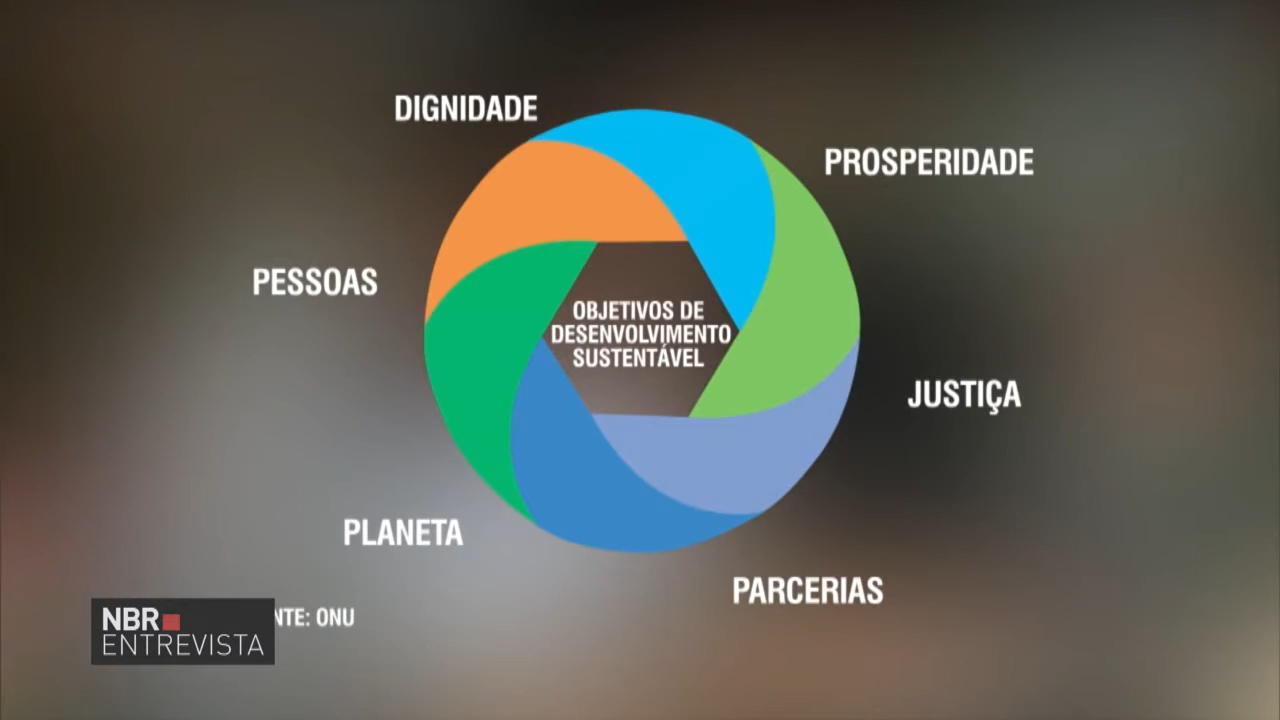 DIGNIDADE
PROSPERIDADE
PESSOAS
OBJETIVOS DE
DESENVOLVIMENTO
SUSTENTÁVEL
JUSTIÇA
PLANETA
PARCERIAS
NBR
ENTREVISTA
NTE: ONU